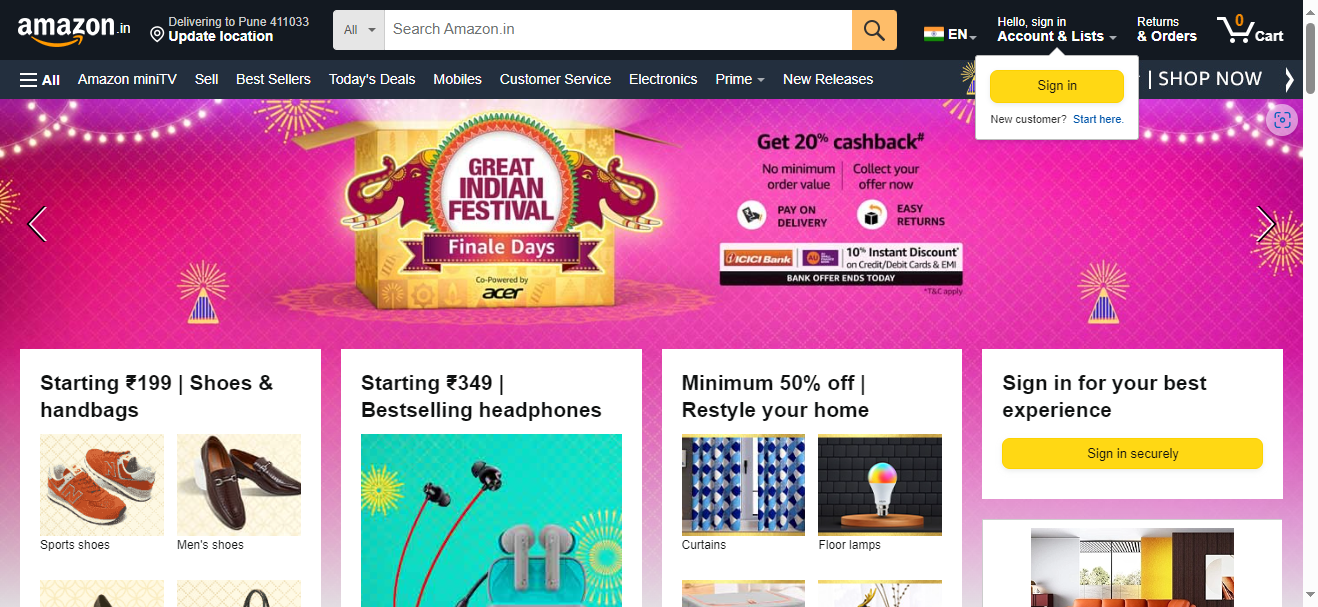 amazon.in
Delivering to Pune 411033
Update location
All
Search Amazon.in
EN
Hello, sign in
Account & Lists
Returns
& Orders
0
Cart
All
Amazon miniTV
Sell
Best Sellers
Today's Deals
Mobiles
Customer Service
Electronics
Prime
New Releases
| SHOP NOW
Sign in
New customer? Start here.
GREAT
INDIAN
FESTIVAL
Finale Days
Co-Powered by
acer
Get 20% cashback#
No minimum
order value
Collect your
offer now
PAY ON
DELIVERY
EASY
RETURNS
ICICI Bank
AU
10% Instant Discount*
on Credit/Debit Cards & EMI
BANK OFFER ENDS TODAY
*T&C apply
Starting ₹199 | Shoes &
handbags
Sports shoes
Men's shoes
Starting ₹349 |
Bestselling headphones
Minimum 50% off |
Restyle your home
Curtains
Floor lamps
Sign in for your best
experience
Sign in securely